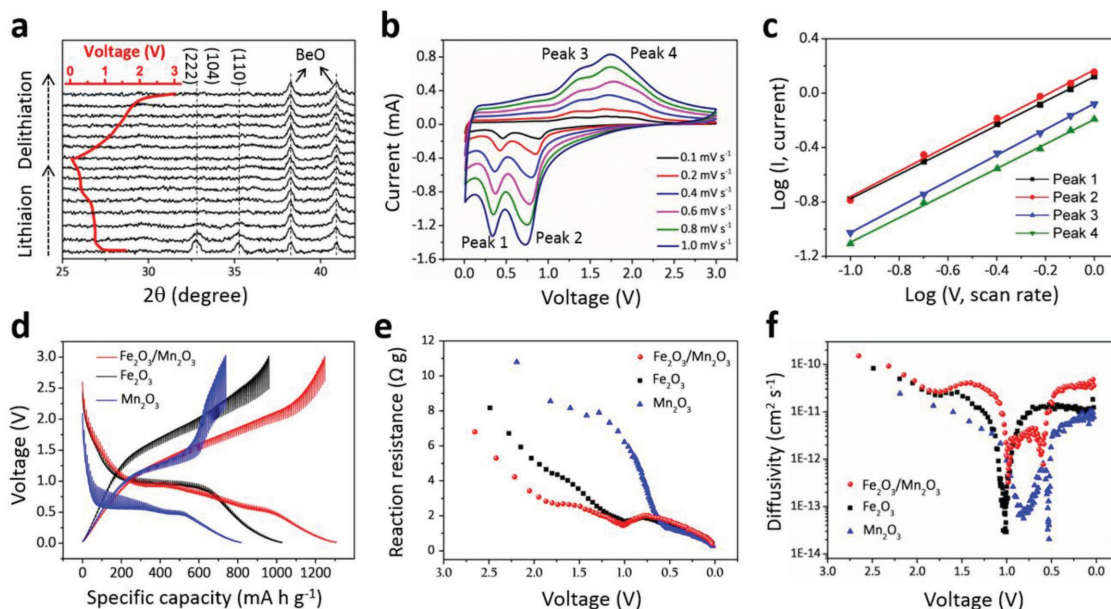 a
Voltage (V)
0 1 2 3
(222)
(104)
(110)
BeO
Delithiation
Lithiaion
25 30 35 40
2θ (degree)
b
Current (mA)
0.8
0.4
0.0
-0.4
-0.8
-1.2
-1.6
Peak 3
Peak 4
Peak 1
Peak 2
0.1 mV s⁻¹
0.2 mV s⁻¹
0.4 mV s⁻¹
0.6 mV s⁻¹
0.8 mV s⁻¹
1.0 mV s⁻¹
0.0 0.5 1.0 1.5 2.0 2.5 3.0
Voltage (V)
c
Log (I, current)
0.4
0.0
-0.4
-0.8
-1.2
Peak 1
Peak 2
Peak 3
Peak 4
-1.0 -0.8 -0.6 -0.4 -0.2 0.0
Log (V, scan rate)
d
Voltage (V)
3.0
2.5
2.0
1.5
1.0
0.5
0.0
Fe₂O₃/Mn₂O₃
Fe₂O₃
Mn₂O₃
0 200 400 600 800 1000 1200
Specific capacity (mA h g⁻¹)
e
Reaction resistance (Ω g)
12
10
8
6
4
2
0
Fe₂O₃/Mn₂O₃
Fe₂O₃
Mn₂O₃
3.0 2.5 2.0 1.5 1.0 0.5 0.0
Voltage (V)
f
Diffusivity (cm² s⁻¹)
1E-10
1E-11
1E-12
1E-13
1E-14
Fe₂O₃/Mn₂O₃
Fe₂O₃
Mn₂O₃
3.0 2.5 2.0 1.5 1.0 0.5 0.0
Voltage (V)